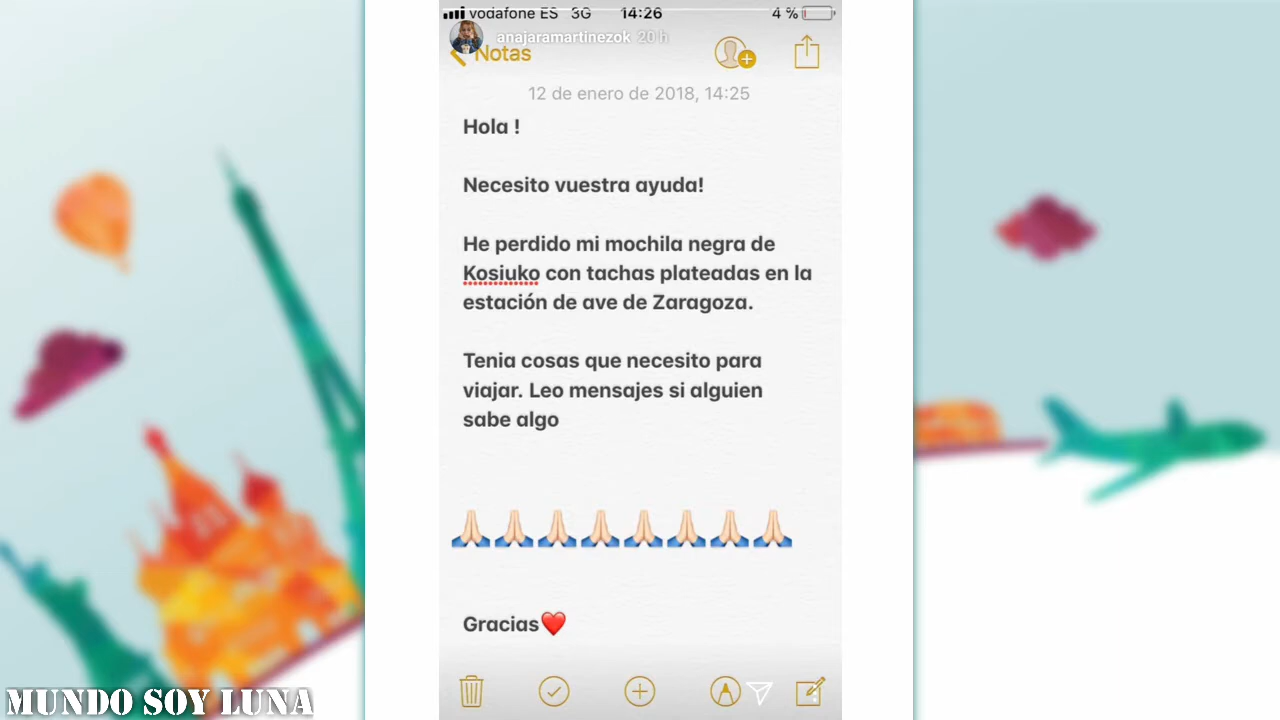 vodafone ES 3G 14:26 4 %
anajaramartinezok 20 h
Notas
12 de enero de 2018, 14:25
Hola !
Necesito vuestra ayuda!
He perdido mi mochila negra de
Kosiuko con tachas plateadas en la
estación de ave de Zaragoza.
Tenia cosas que necesito para
viajar. Leo mensajes si alguien
sabe algo
🙏🏻🙏🏻🙏🏻🙏🏻🙏🏻🙏🏻🙏🏻🙏🏻
Gracias❤️
MUNDO SOY LUNA